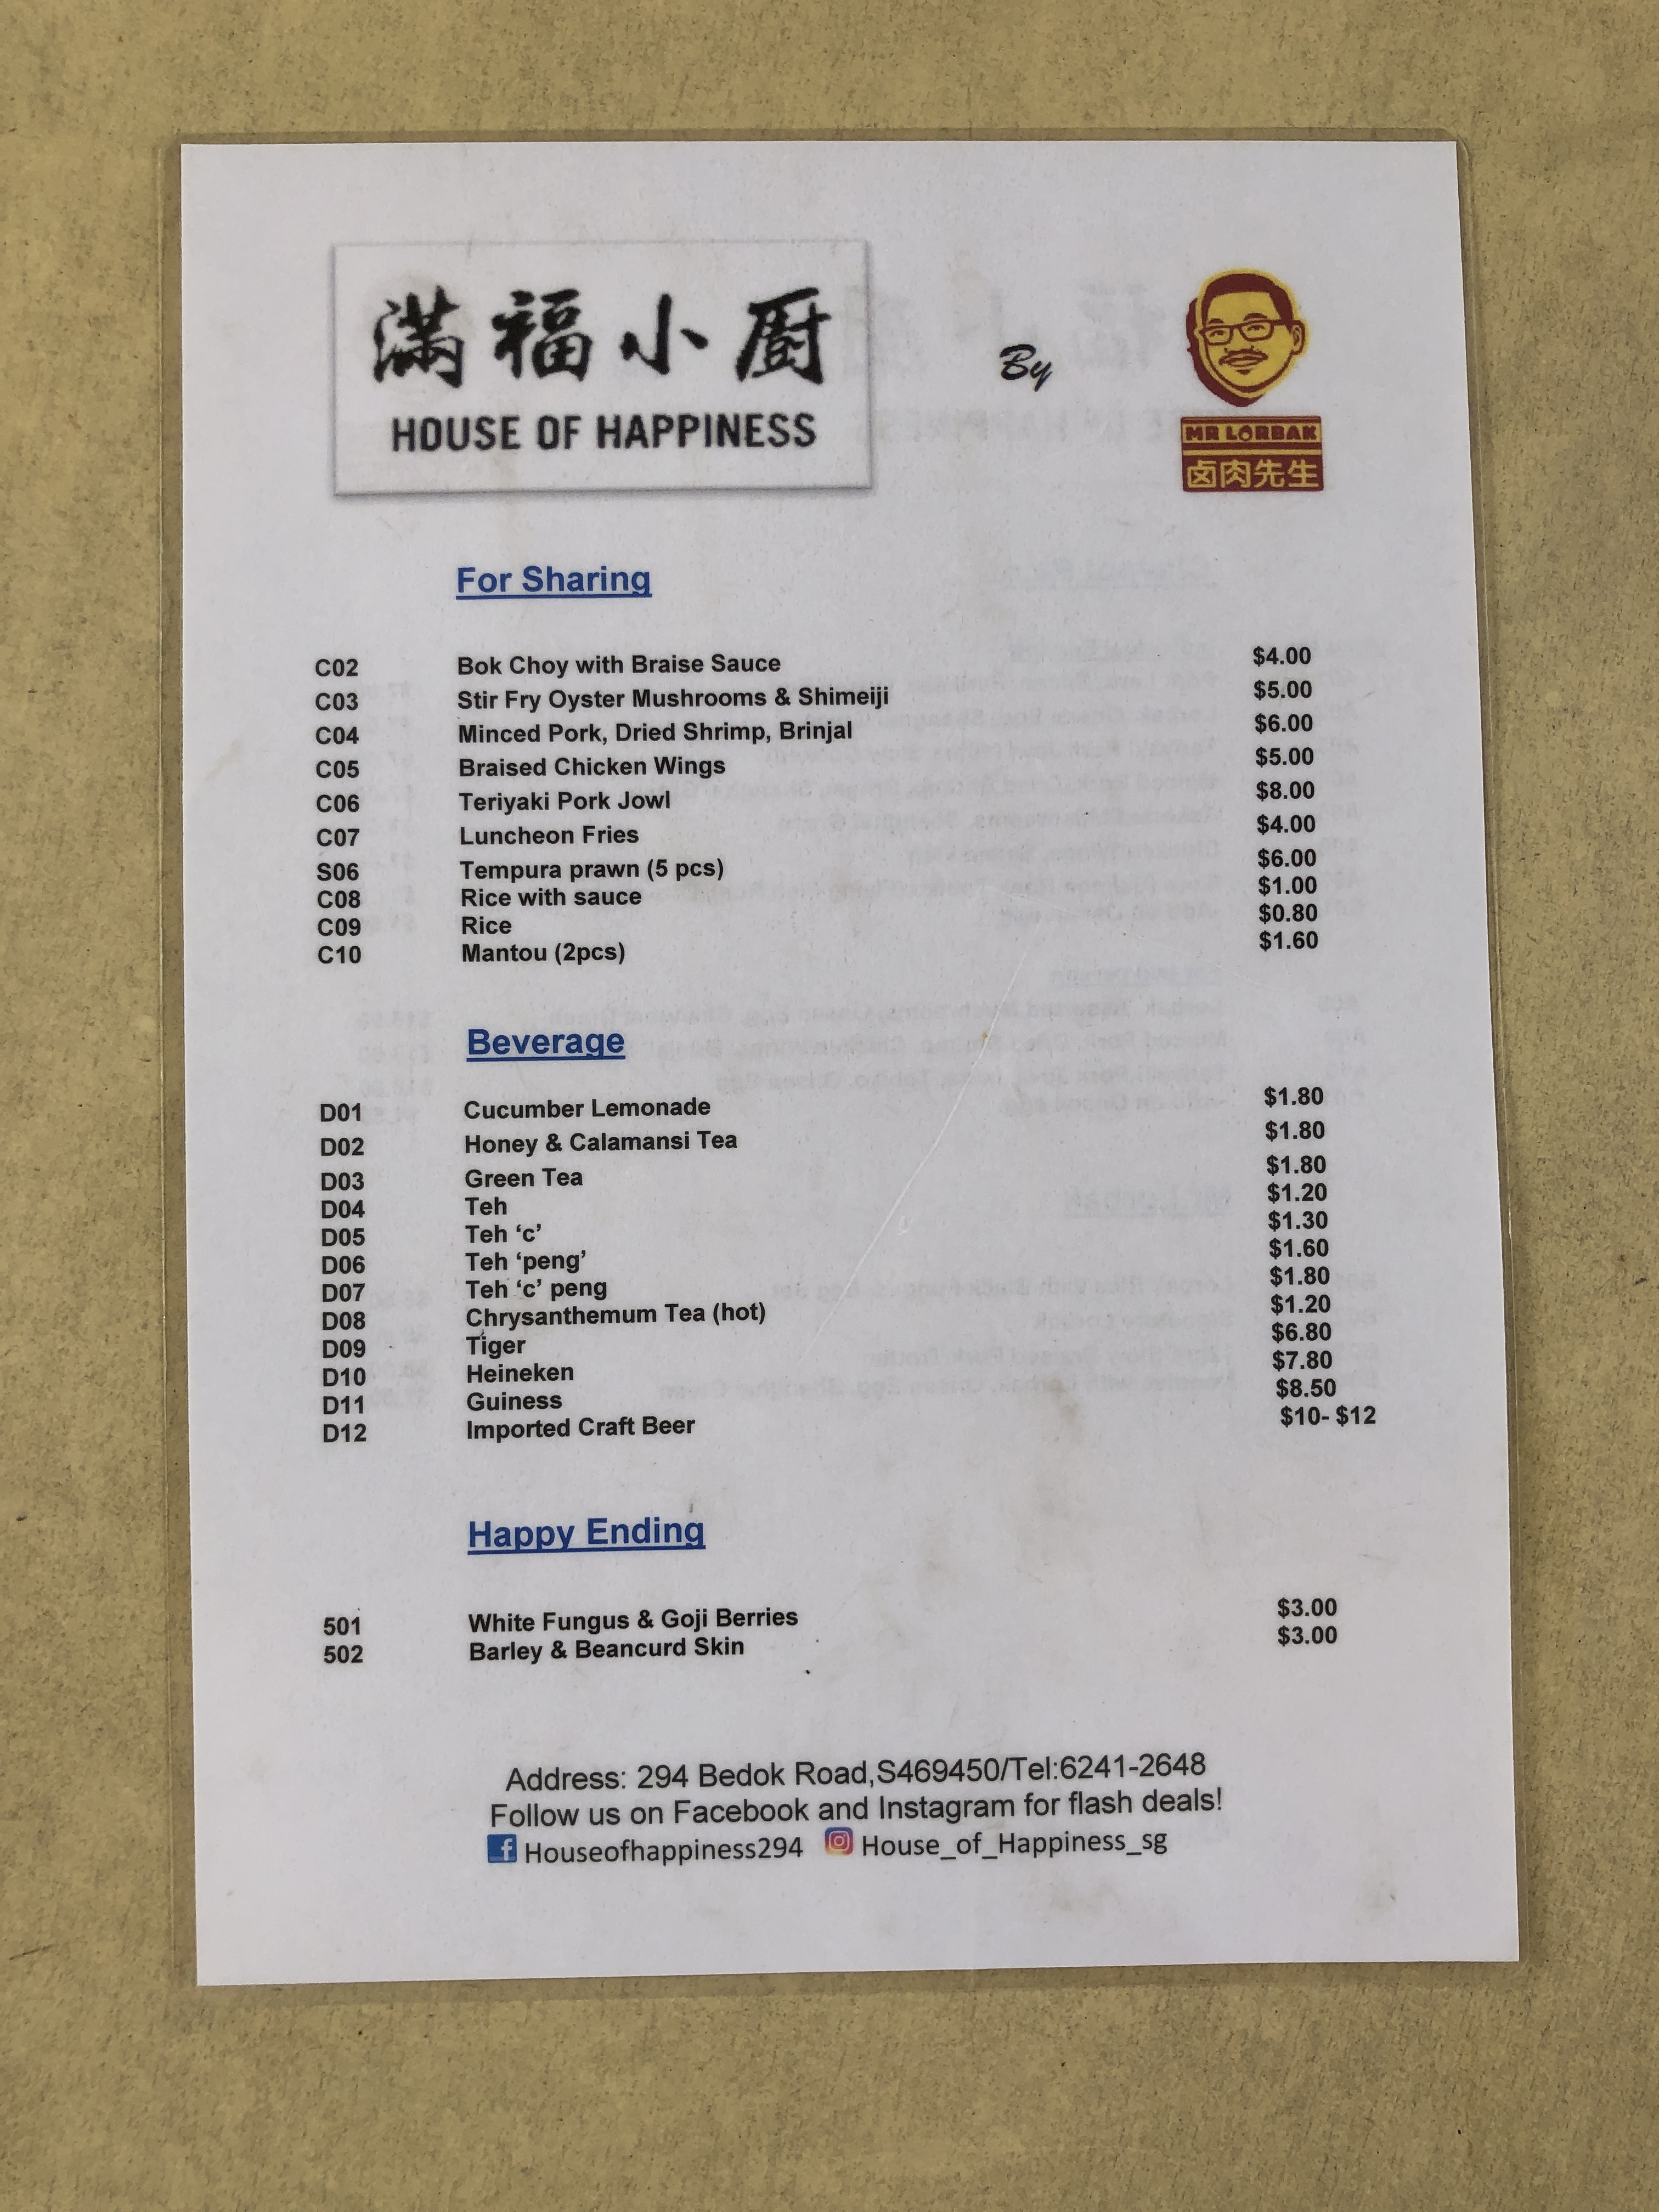 滿福小廚
HOUSE OF HAPPINESS
By
MR LORBAK
卤肉先生
For Sharing
C02 Bok Choy with Braise Sauce $4.00
C03 Stir Fry Oyster Mushrooms & Shimeiji $5.00
C04 Minced Pork, Dried Shrimp, Brinjal $6.00
C05 Braised Chicken Wings $5.00
C06 Teriyaki Pork Jowl $8.00
C07 Luncheon Fries $4.00
S06 Tempura prawn (5 pcs) $6.00
C08 Rice with sauce $1.00
C09 Rice $0.80
C10 Mantou (2pcs) $1.60
Beverage
D01 Cucumber Lemonade $1.80
D02 Honey & Calamansi Tea $1.80
D03 Green Tea $1.80
D04 Teh $1.20
D05 Teh ‘c’ $1.30
D06 Teh ‘peng’ $1.60
D07 Teh ‘c’ peng $1.80
D08 Chrysanthemum Tea (hot) $1.20
D09 Tiger $6.80
D10 Heineken $7.80
D11 Guiness $8.50
D12 Imported Craft Beer $10- $12
Happy Ending
501 White Fungus & Goji Berries $3.00
502 Barley & Beancurd Skin $3.00
Address: 294 Bedok Road,S469450/Tel:6241-2648
Follow us on Facebook and Instagram for flash deals!
Houseofhappiness294 House_of_Happiness_sg